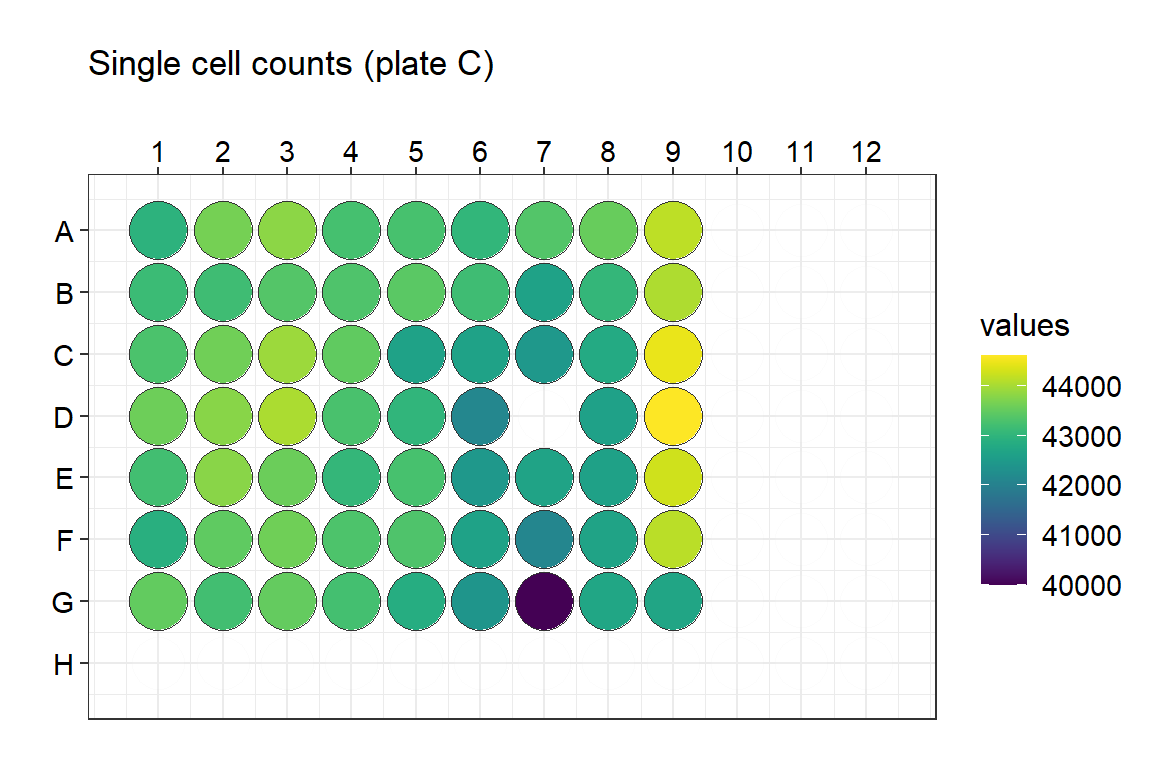 Single cell counts (plate C)
1 2 3 4 5 6 7 8 9 10 11 12
A
B
C
D
E
F
G
H
values
44000
43000
42000
41000
40000